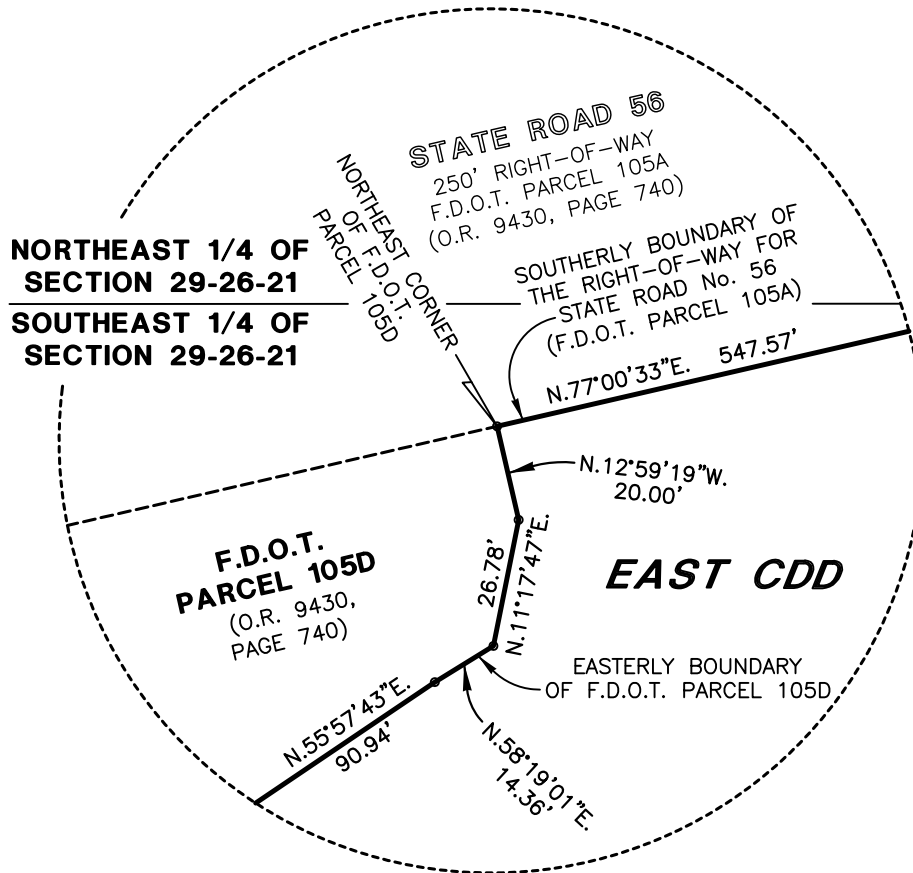 STATE ROAD 56
250' RIGHT-OF-WAY
F.D.O.T. PARCEL 105A
(O.R. 9430, PAGE 740)
NORTHEAST CORNER
OF F.D.O.T.
PARCEL 105D
NORTHEAST 1/4 OF
SECTION 29-26-21
SOUTHEAST 1/4 OF
SECTION 29-26-21
SOUTHERLY BOUNDARY OF
THE RIGHT-OF-WAY FOR
STATE ROAD No. 56
(F.D.O.T. PARCEL 105A)
N.77°00'33"E. 547.57'
N.12°59'19"W.
20.00'
F.D.O.T.
PARCEL 105D
(O.R. 9430,
PAGE 740)
26.78'
N.11°17'47"E.
EAST CDD
EASTERLY BOUNDARY
OF F.D.O.T. PARCEL 105D
N.55°57'43"E.
90.94'
N.58°19'01"E.
14.36'